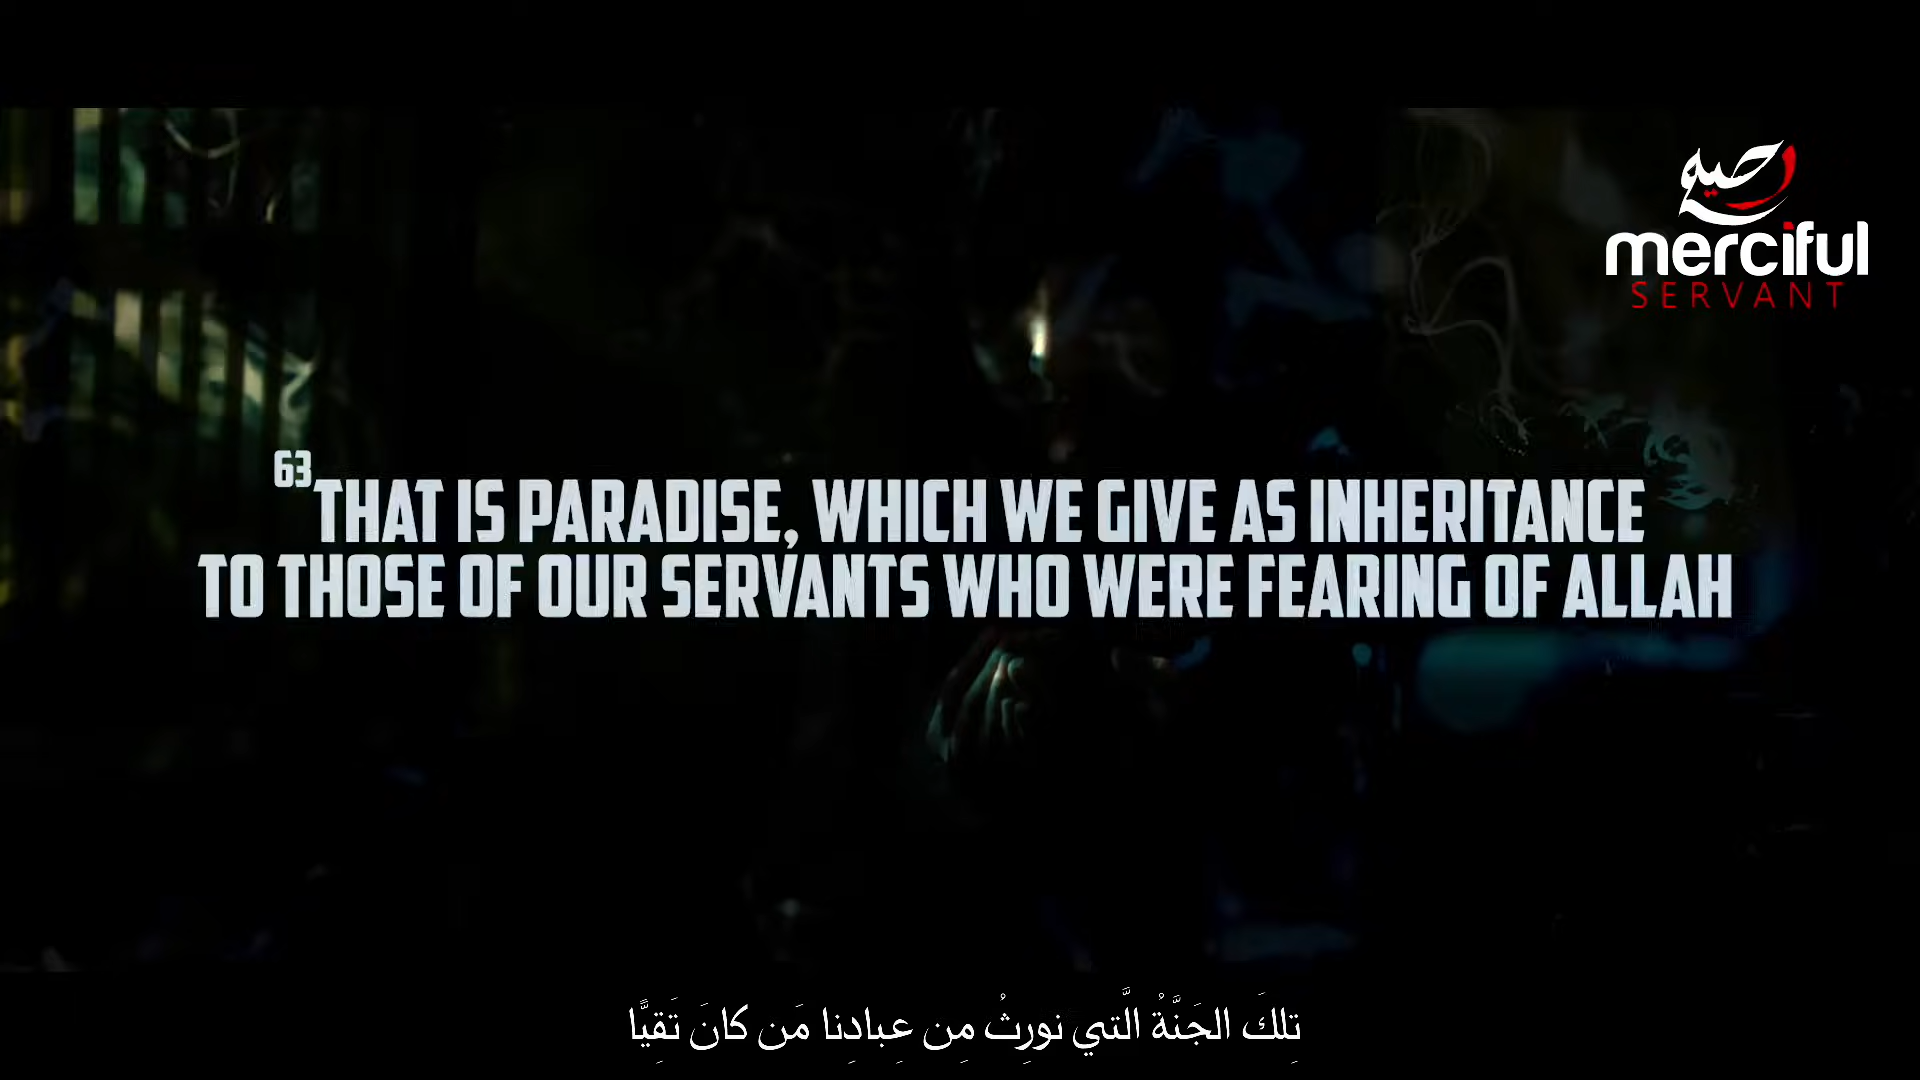 رحيم
merciful
SERVANT
63 THAT IS PARADISE, WHICH WE GIVE AS INHERITANCE
TO THOSE OF OUR SERVANTS WHO WERE FEARING OF ALLAH
تِلكَ الجَنَّةُ الَّتي نورِثُ مِن عِبادِنا مَن كانَ تَقِيًّا